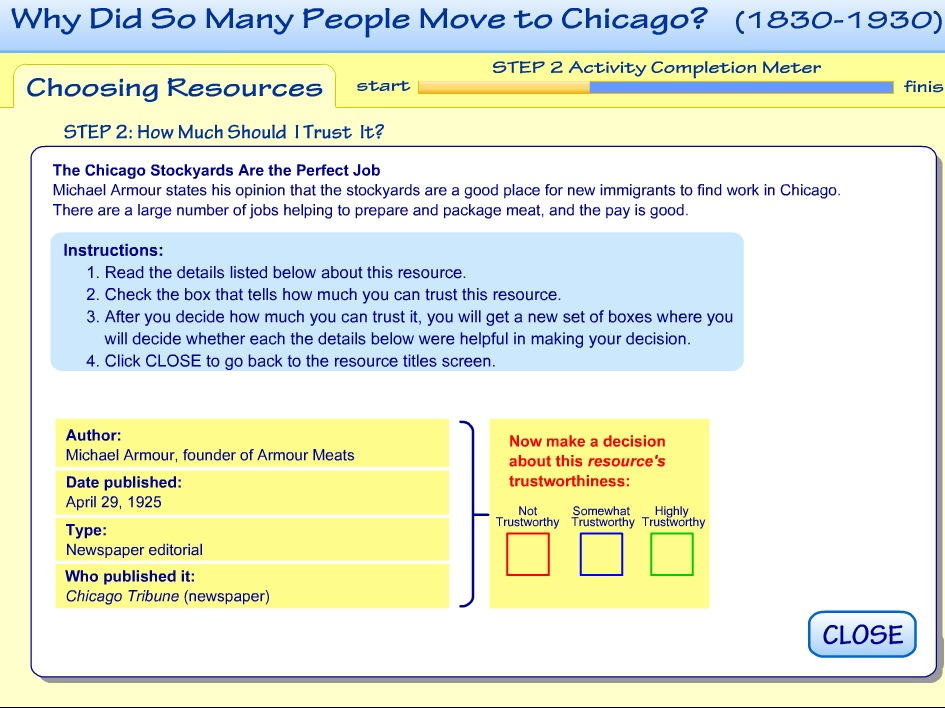 Why Did So Many People Move to Chicago? (1830-1930)
STEP 2 Activity Completion Meter
Choosing Resources
start
finis
STEP 2: How Much Should I Trust It?
The Chicago Stockyards Are the Perfect Job
Michael Armour states his opinion that the stockyards are a good place for new immigrants to find work in Chicago.
There are a large number of jobs helping to prepare and package meat, and the pay is good.
Instructions:
1. Read the details listed below about this resource.
2. Check the box that tells how much you can trust this resource.
3. After you decide how much you can trust it, you will get a new set of boxes where you
will decide whether each the details below were helpful in making your decision.
4. Click CLOSE to go back to the resource titles screen.
Author:
Michael Armour, founder of Armour Meats
Date published:
April 29, 1925
Type:
Newspaper editorial
Who published it:
Chicago Tribune (newspaper)
Now make a decision
about this resource's
trustworthiness:
Not
Trustworthy
Somewhat
Trustworthy
Highly
Trustworthy
CLOSE